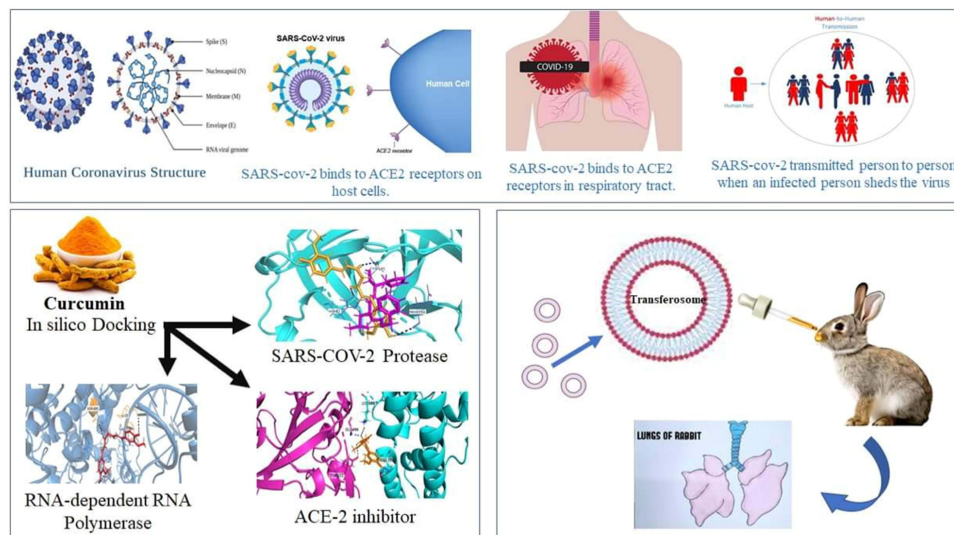 Human to-Human
Transmission
SARS-CoV-2 virus
Spike (S)
Nucleocapsid (N)
Membrane (M)
Envelope (E)
RNA viral genome
Human Cell
ACE2 receptor
COVID-19
Human Host
Human Coronavirus Structure
SARS-cov-2 binds to ACE2 receptors on
host cells.
SARS-cov-2 binds to ACE2
receptors in respiratory tract.
SARS-cov-2 transmitted person to person
when an infected person sheds the virus
Curcumin
In silico Docking
SARS-COV-2 Protease
RNA-dependent RNA
Polymerase
ACE-2 inhibitor
Transferosome
LUNGS OF RABBIT